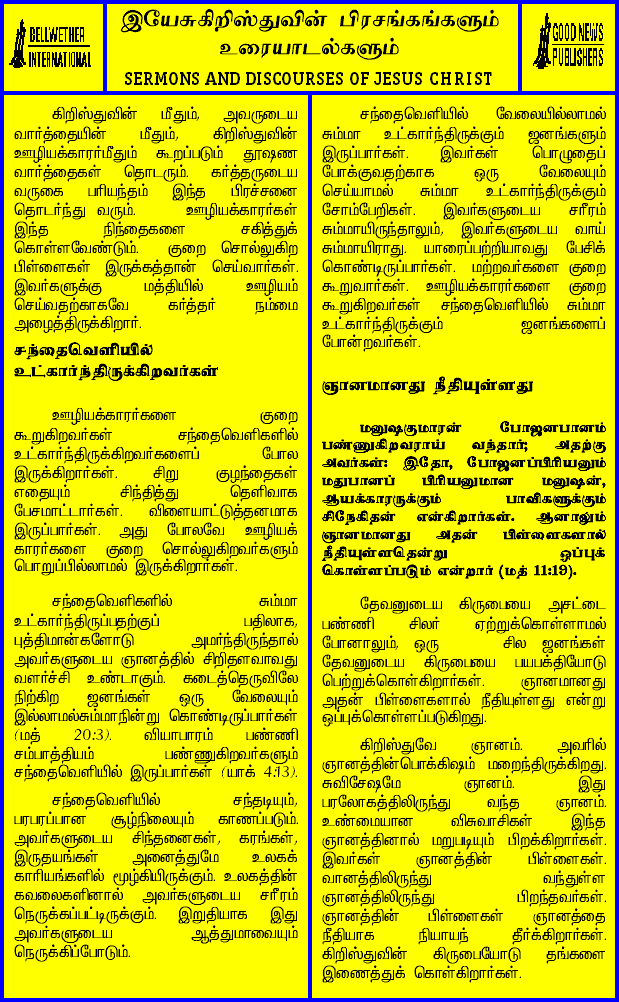 BELLWETHER
INTERNATIONAL
இயேசுகிறிஸ்துவின் பிரசங்கங்களும்
உரையாடல்களும்
SERMONS AND DISCOURSES OF JESUS CHRIST
GOOD NEWS
PUBLISHERS
கிறிஸ்துவின் மீதும், அவருடைய
வார்த்தையின் மீதும், கிறிஸ்துவின்
ஊழியக்காரர்மீதும் கூறப்படும் தூஷண
வார்த்தைகள் தொடரும். கர்த்தருடைய
வருகை பரியந்தம் இந்த பிரச்சனை
தொடர்ந்து வரும். ஊழியக்காரர்கள்
இந்த நிந்தைகளை சகித்துக்
கொள்ளவேண்டும். குறை சொல்லுகிற
பிள்ளைகள் இருக்கத்தான் செய்வார்கள்.
இவர்களுக்கு மத்தியில் ஊழியம்
செய்வதற்காகவே கர்த்தர் நம்மை
அழைத்திருக்கிறார்.
சந்தைவெளியில்
உட்கார்ந்திருக்கிறவர்கள்
ஊழியக்காரர்களை குறை
கூறுகிறவர்கள் சந்தைவெளிகளில்
உட்கார்ந்திருக்கிறவர்களைப் போல
இருக்கிறார்கள். சிறு குழந்தைகள்
எதையும் சிந்தித்து தெளிவாக
பேசமாட்டார்கள். விளையாட்டுத்தனமாக
இருப்பார்கள். அது போலவே ஊழியக்
காரர்களை குறை சொல்லுகிறவர்களும்
பொறுப்பில்லாமல் இருக்கிறார்கள்.
சந்தைவெளிகளில் சும்மா
உட்கார்ந்திருப்பதற்குப் பதிலாக,
புத்திமான்களோடு அமர்ந்திருந்தால்
அவர்களுடைய ஞானத்தில் சிறிதளவாவது
வளர்ச்சி உண்டாகும். கடைத்தெருவிலே
நிற்கிற ஜனங்கள் ஒரு வேலையும்
இல்லாமல்சும்மாநின்று கொண்டிருப்பார்கள்
(மத் 20:3). வியாபாரம் பண்ணி
சம்பாத்தியம் பண்ணுகிறவர்களும்
சந்தைவெளியில் இருப்பார்கள் (யாக் 4:13).
சந்தைவெளியில் சந்தடியும்,
பரபரப்பான சூழ்நிலையும் காணப்படும்.
அவர்களுடைய சிந்தனைகள், கரங்கள்,
இருதயங்கள் அனைத்துமே உலகக்
காரியங்களில் மூழ்கியிருக்கும். உலகத்தின்
கவலைகளினால் அவர்களுடைய சரீரம்
நெருக்கப்பட்டிருக்கும். இறுதியாக இது
அவர்களுடைய ஆத்துமாவையும்
நெருக்கிப்போடும்.
சந்தைவெளியில் வேலையில்லாமல்
சும்மா உட்கார்ந்திருக்கும் ஜனங்களும்
இருப்பார்கள். இவர்கள் பொழுதைப்
போக்குவதற்காக ஒரு வேலையும்
செய்யாமல் சும்மா உட்கார்ந்திருக்கும்
சோம்பேறிகள். இவர்களுடைய சரீரம்
சும்மாயிருந்தாலும், இவர்களுடைய வாய்
சும்மாயிராது. யாரைப்பற்றியாவது பேசிக்
கொண்டிருப்பார்கள். மற்றவர்களை குறை
கூறுவார்கள். ஊழியக்காரர்களை குறை
கூறுகிறவர்கள் சந்தைவெளியில் சும்மா
உட்கார்ந்திருக்கும் ஜனங்களைப்
போன்றவர்கள்.
ஞானமானது நீதியுள்ளது
மனுஷகுமாரன் போஜனபானம்
பண்ணுகிறவராய் வந்தார்; அதற்கு
அவர்கள்: இதோ, போஜனப்பிரியனும்
மதுபானப் பிரியனுமான மனுஷன்,
ஆயக்காரருக்கும் பாவிகளுக்கும்
சிநேகிதன் என்கிறார்கள். ஆனாலும்
ஞானமானது அதன் பிள்ளைகளால்
நீதியுள்ளதென்று ஒப்புக்
கொள்ளப்படும் என்றார் (மத் 11:19).
தேவனுடைய கிருபையை அசட்டை
பண்ணி சிலர் ஏற்றுக்கொள்ளாமல்
போனாலும், ஒரு சில ஜனங்கள்
தேவனுடைய கிருபையை பயபக்தியோடு
பெற்றுக்கொள்கிறார்கள். ஞானமானது
அதன் பிள்ளைகளால் நீதியுள்ளது என்று
ஒப்புக்கொள்ளப்படுகிறது.
கிறிஸ்துவே ஞானம். அவரில்
ஞானத்தின்பொக்கிஷம் மறைந்திருக்கிறது.
சுவிசேஷமே ஞானம். இது
பரலோகத்திலிருந்து வந்த ஞானம்.
உண்மையான விசுவாசிகள் இந்த
ஞானத்தினால் மறுபடியும் பிறக்கிறார்கள்.
இவர்கள் ஞானத்தின் பிள்ளைகள்.
வானத்திலிருந்து வந்துள்ள
ஞானத்திலிருந்து பிறந்தவர்கள்.
ஞானத்தின் பிள்ளைகள் ஞானத்தை
நீதியாக நியாயந் தீர்க்கிறார்கள்.
கிறிஸ்துவின் கிருபையோடு தங்களை
இணைத்துக் கொள்கிறார்கள்.